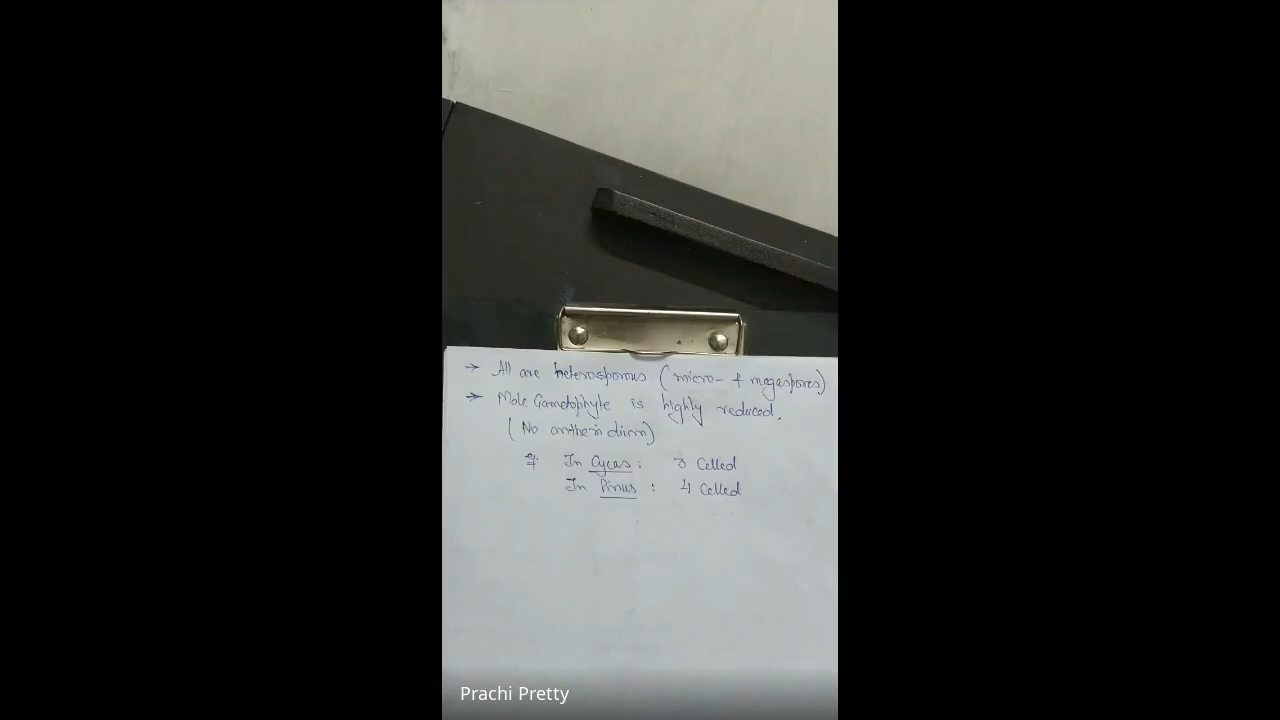 → All are heterosporous (micro- & megaspores)
→ Male Gametophyte is highly reduced.
(No antheridium)
eg. In Cycas : 3 Celled
In Pinus : 4 Celled
Prachi Pretty